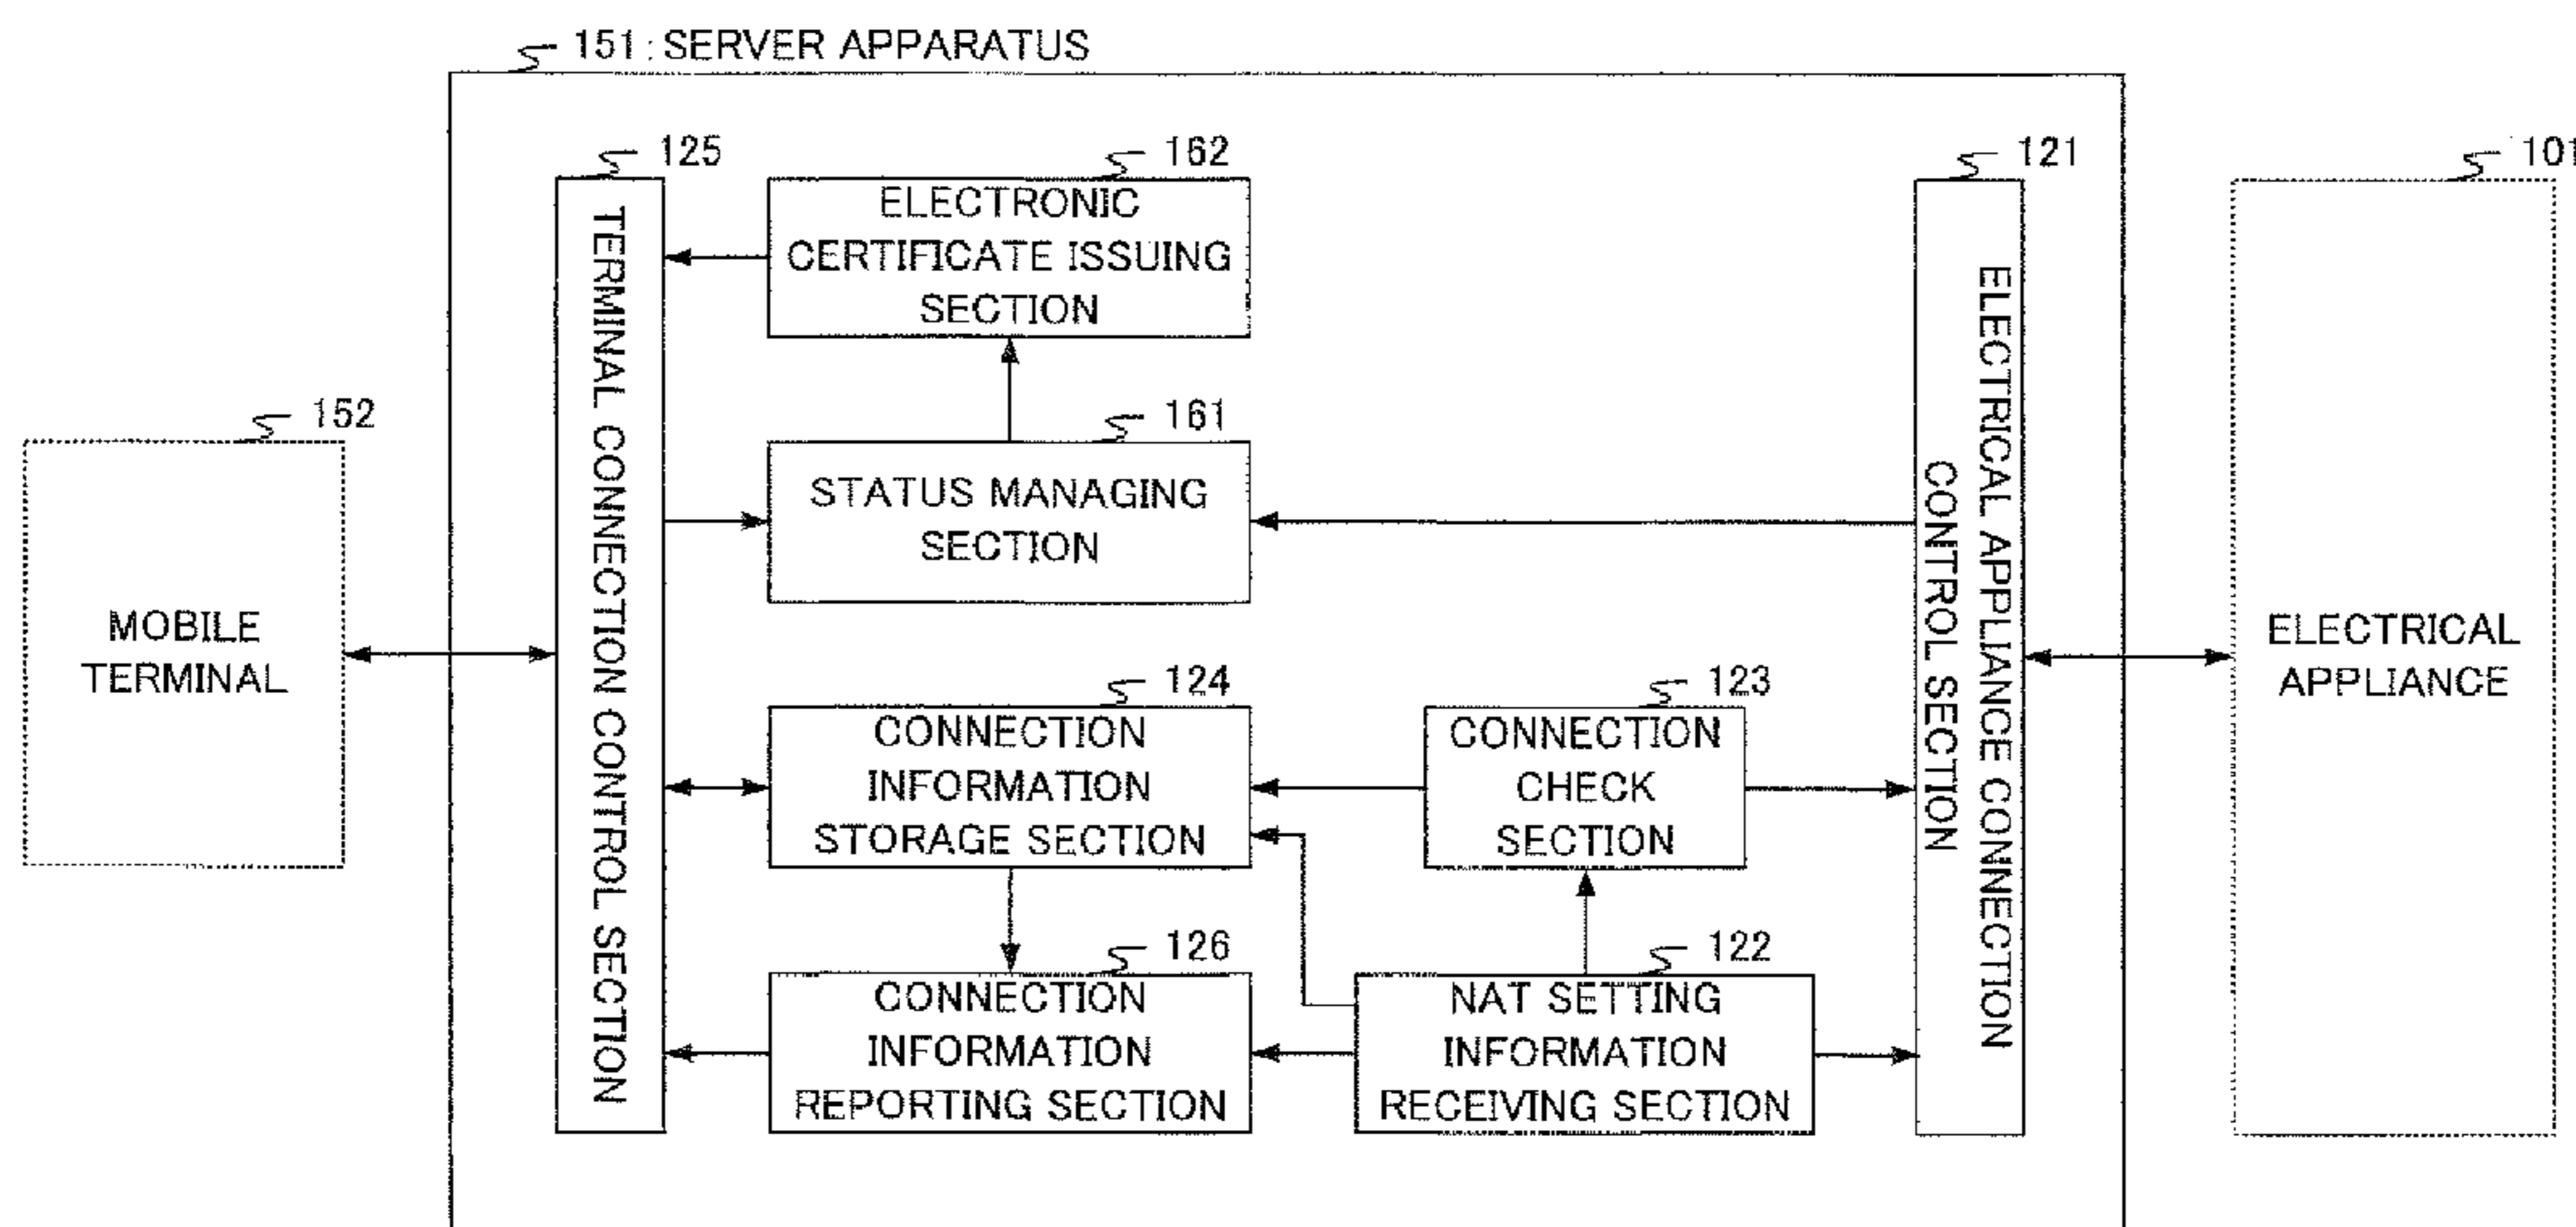 151:SERVER APPARATUS
125
162
121
101
TERMINAL CONNECTION CONTROL SECTION
ELECTRONIC
CERTIFICATE ISSUING
SECTION
ELECTRICAL APPLIANCE CONNECTION
CONTROL SECTION
152
161
STATUS MANAGING
SECTION
MOBILE
TERMINAL
ELECTRICAL
APPLIANCE
124
123
CONNECTION
INFORMATION
STORAGE SECTION
CONNECTION
CHECK
SECTION
126
122
CONNECTION
INFORMATION
REPORTING SECTION
NAT SETTING
INFORMATION
RECEIVING SECTION